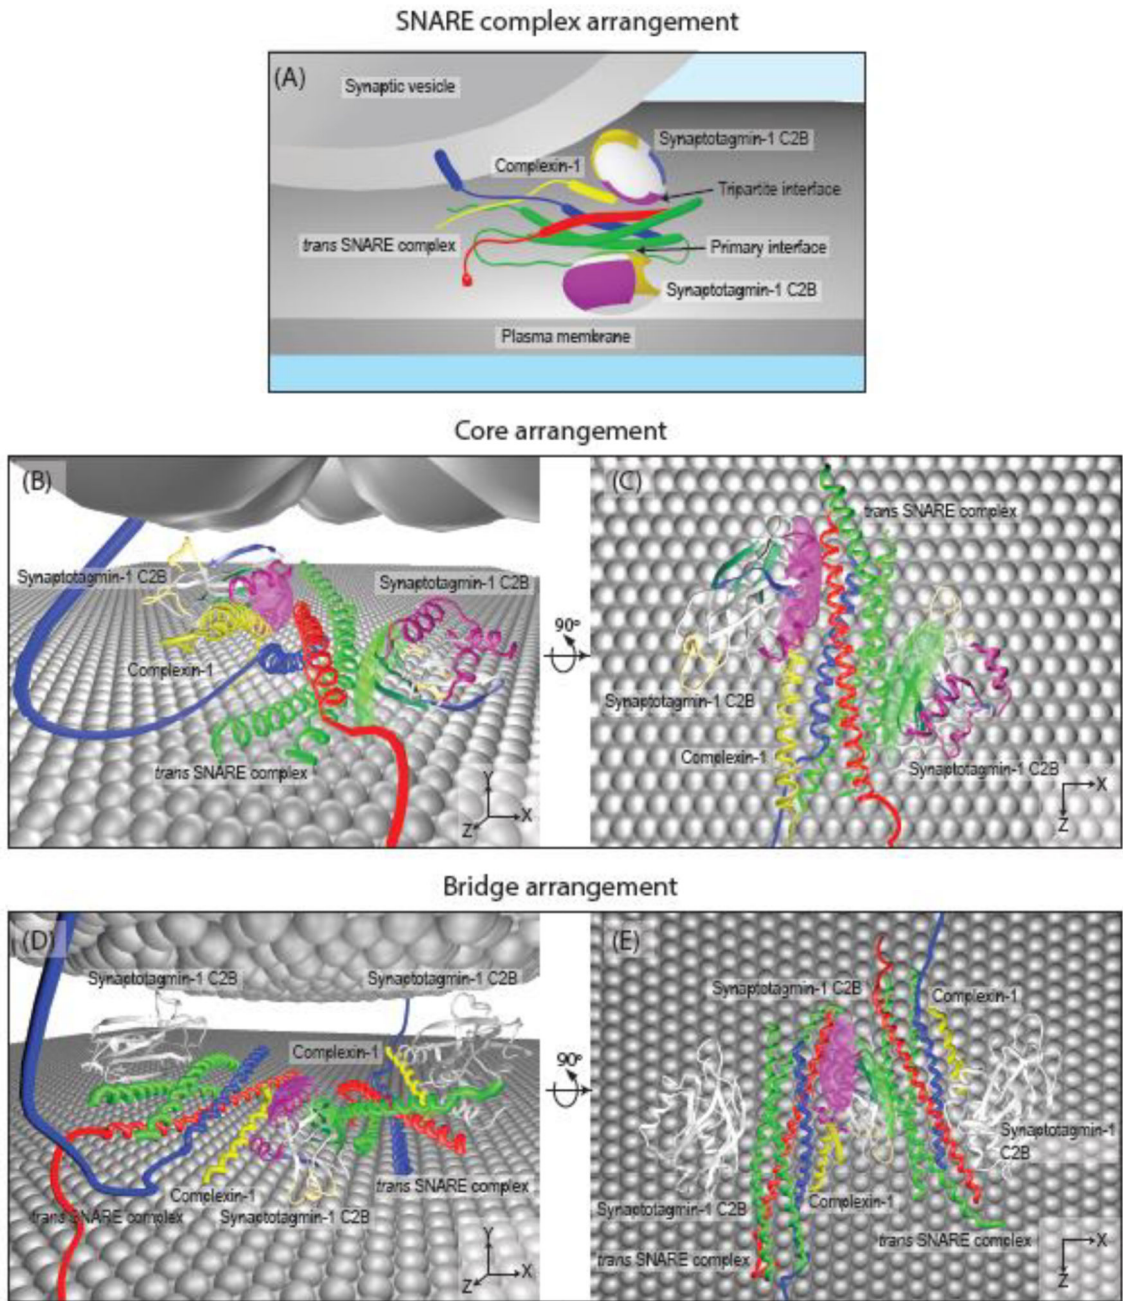 SNARE complex arrangement
(A)
Synaptic vesicle
Synaptotagmin-1 C2B
Complexin-1
Tripartite interface
trans SNARE complex
Primary interface
Synaptotagmin-1 C2B
Plasma membrane
Core arrangement
(B)
Synaptotagmin-1 C2B
Synaptotagmin-1 C2B
Complexin-1
trans SNARE complex
Y
X
Z
90°
(C)
trans SNARE complex
Synaptotagmin-1 C2B
Complexin-1
Synaptotagmin-1 C2B
X
Z
Bridge arrangement
(D)
Synaptotagmin-1 C2B
Synaptotagmin-1 C2B
Complexin-1
Complexin-1
trans SNARE complex
trans SNARE complex
Synaptotagmin-1 C2B
Y
X
Z
90°
(E)
Synaptotagmin-1 C2B
Complexin-1
Synaptotagmin-1
C2B
Complexin-1
Synaptotagmin-1 C2B
trans SNARE complex
trans SNARE complex
X
Z